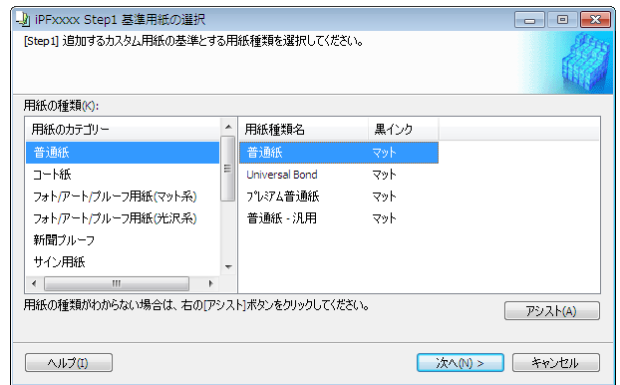 iPFxxxx Step1 基準用紙の選択
[Step1] 追加するカスタム用紙の基準とする用紙種類を選択してください。
用紙の種類(K):
用紙のカテゴリー
普通紙
コート紙
フォト/アート/プルーフ用紙(マット系)
フォト/アート/プルーフ用紙(光沢系)
新聞プルーフ
サイン用紙
用紙種類名 黒インク
普通紙 マット
Universal Bond マット
プレミアム普通紙 マット
普通紙 - 汎用 マット
用紙の種類がわからない場合は、右の[アシスト]ボタンをクリックしてください。
アシスト(A)
ヘルプ(I) 次へ(N) > キャンセル